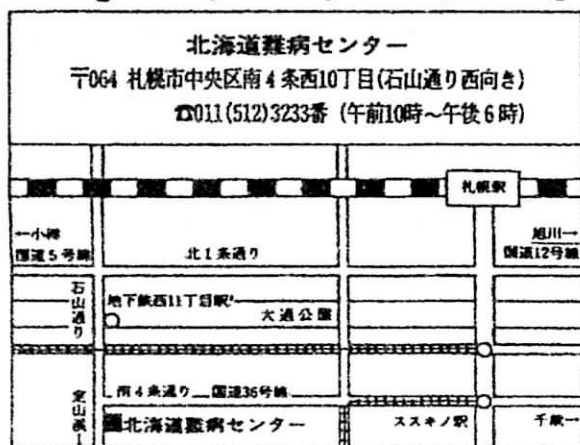 北海道難病センター
〒064 札幌市中央区南4条西10丁目(石山通り西向き)
☎011(512)3233番 (午前10時〜午後6時)
札幌駅
←小樽
国道5号線
北1条通り
旭川→
国道12号線
石山通り
地下鉄西11丁目駅
大通公園
南4条通り 国道36号線
定山渓↓
北海道難病センター
ススキノ駅
千歳→